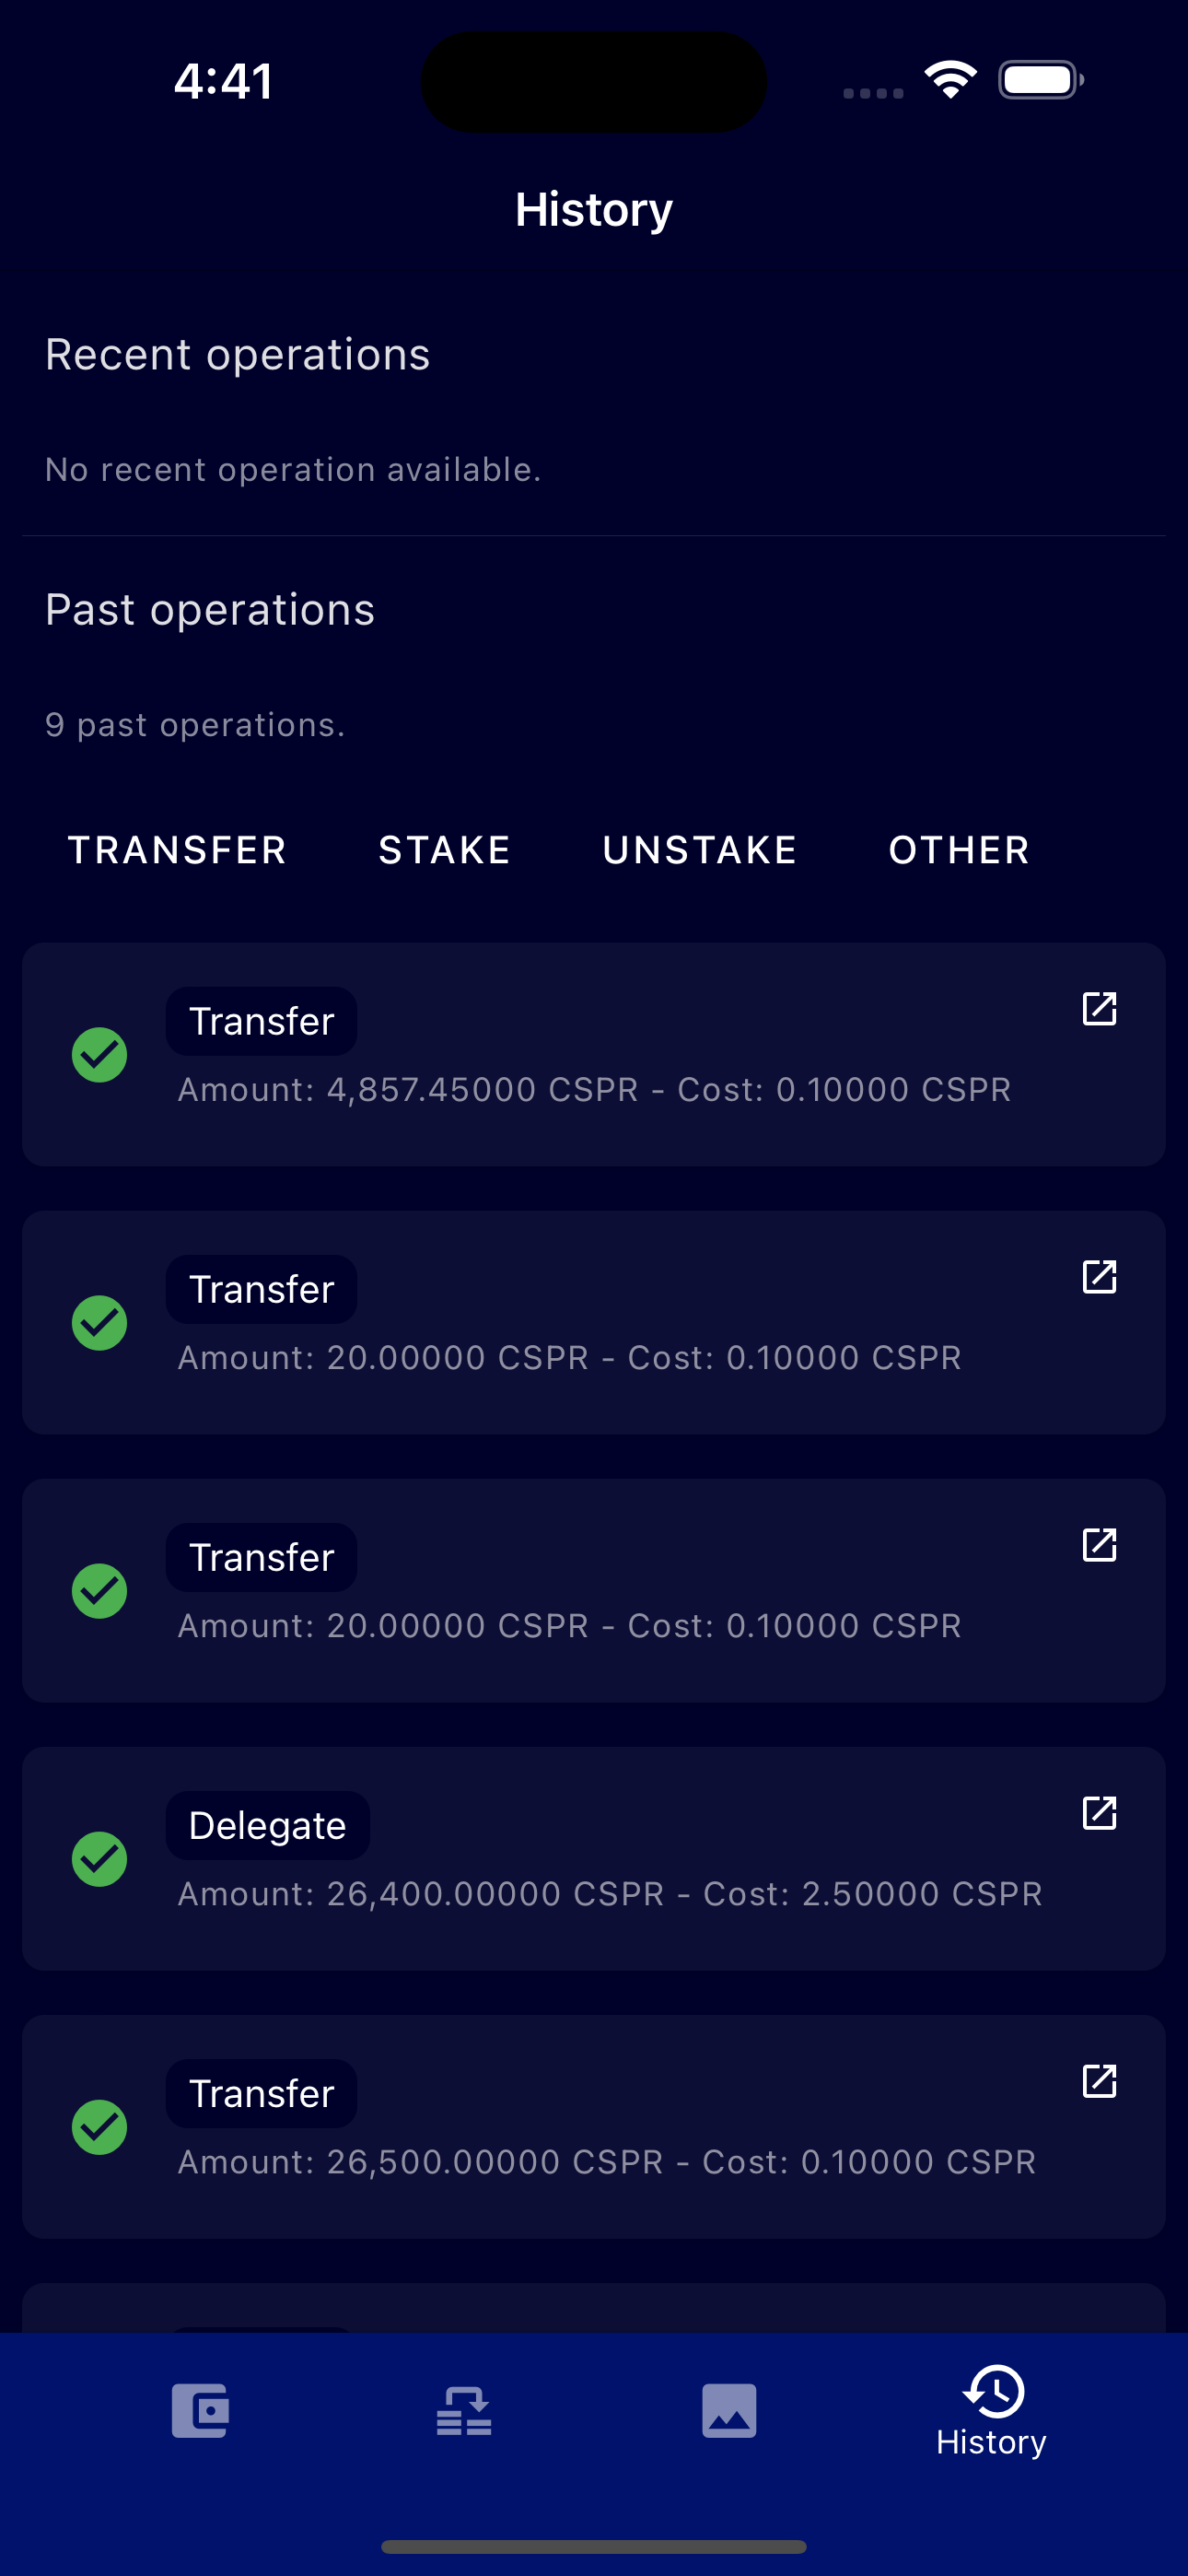 4:41
History
Recent operations
No recent operation available.
Past operations
9 past operations.
TRANSFER STAKE UNSTAKE OTHER
Transfer
Amount: 4,857.45000 CSPR - Cost: 0.10000 CSPR
Transfer
Amount: 20.00000 CSPR - Cost: 0.10000 CSPR
Transfer
Amount: 20.00000 CSPR - Cost: 0.10000 CSPR
Delegate
Amount: 26,400.00000 CSPR - Cost: 2.50000 CSPR
Transfer
Amount: 26,500.00000 CSPR - Cost: 0.10000 CSPR
History